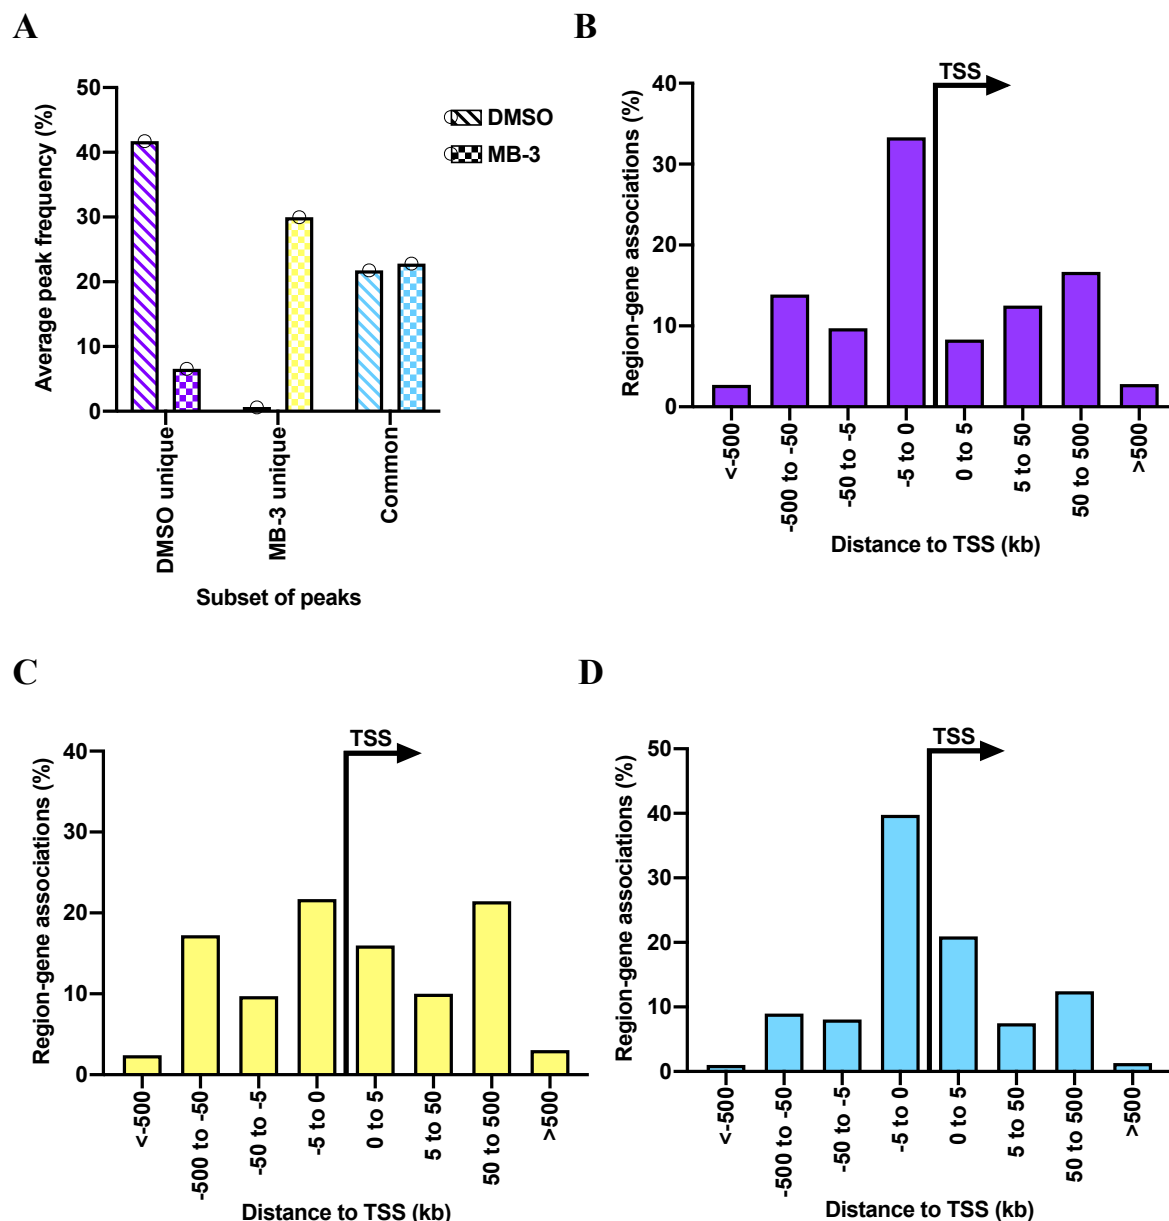 A
Average peak frequency (%)
50
40
30
20
10
0
DMSO
MB-3
DMSO unique
MB-3 unique
Common
Subset of peaks
B
Region-gene associations (%)
40
30
20
10
0
TSS
<-500
-500 to -50
-50 to -5
-5 to 0
0 to 5
5 to 50
50 to 500
>500
Distance to TSS (kb)
C
Region-gene associations (%)
40
30
20
10
0
TSS
<-500
-500 to -50
-50 to -5
-5 to 0
0 to 5
5 to 50
50 to 500
>500
Distance to TSS (kb)
D
Region-gene associations (%)
50
40
30
20
10
0
TSS
<-500
-500 to -50
-50 to -5
-5 to 0
0 to 5
5 to 50
50 to 500
>500
Distance to TSS (kb)